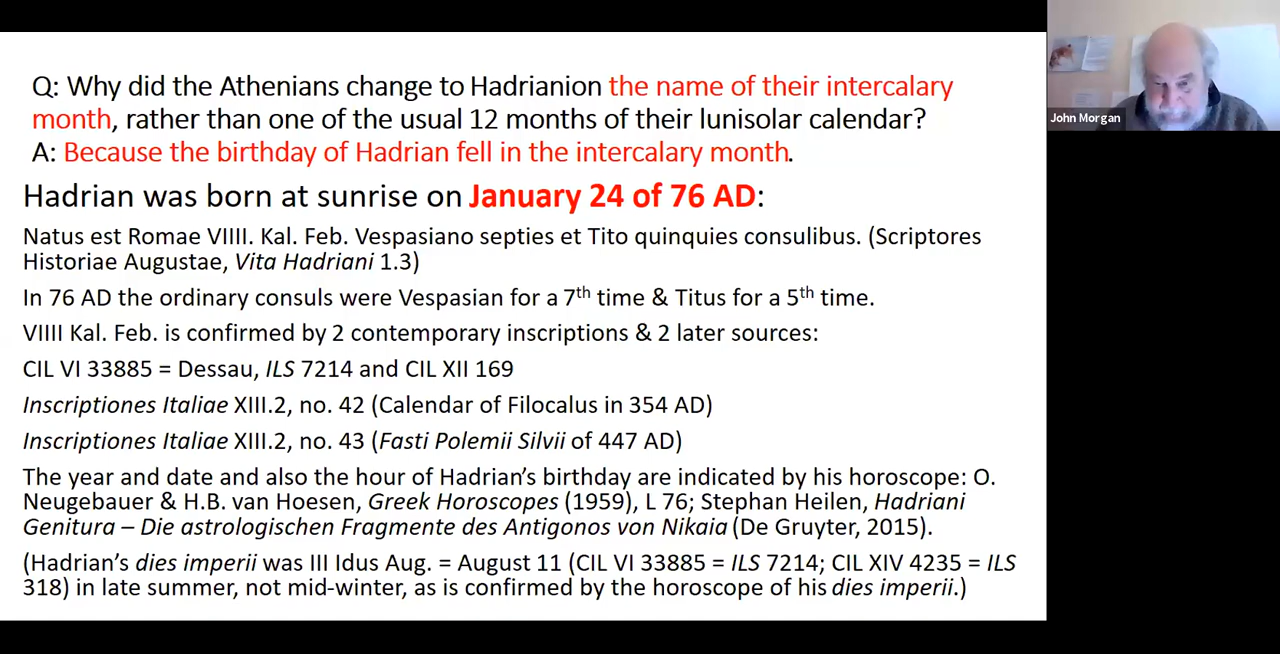 Q: Why did the Athenians change to Hadrianion the name of their intercalary
month, rather than one of the usual 12 months of their lunisolar calendar?
A: Because the birthday of Hadrian fell in the intercalary month.
Hadrian was born at sunrise on January 24 of 76 AD:
Natus est Romae VIIII. Kal. Feb. Vespasiano septies et Tito quinquies consulibus. (Scriptores
Historiae Augustae, Vita Hadriani 1.3)
In 76 AD the ordinary consuls were Vespasian for a 7th time & Titus for a 5th time.
VIIII Kal. Feb. is confirmed by 2 contemporary inscriptions & 2 later sources:
CIL VI 33885 = Dessau, ILS 7214 and CIL XII 169
Inscriptiones Italiae XIII.2, no. 42 (Calendar of Filocalus in 354 AD)
Inscriptiones Italiae XIII.2, no. 43 (Fasti Polemii Silvii of 447 AD)
The year and date and also the hour of Hadrian's birthday are indicated by his horoscope: O.
Neugebauer & H.B. van Hoesen, Greek Horoscopes (1959), L 76; Stephan Heilen, Hadriani
Genitura – Die astrologischen Fragmente des Antigonos von Nikaia (De Gruyter, 2015).
(Hadrian's dies imperii was III Idus Aug. = August 11 (CIL VI 33885 = ILS 7214; CIL XIV 4235 = ILS
318) in late summer, not mid-winter, as is confirmed by the horoscope of his dies imperii.)
John Morgan